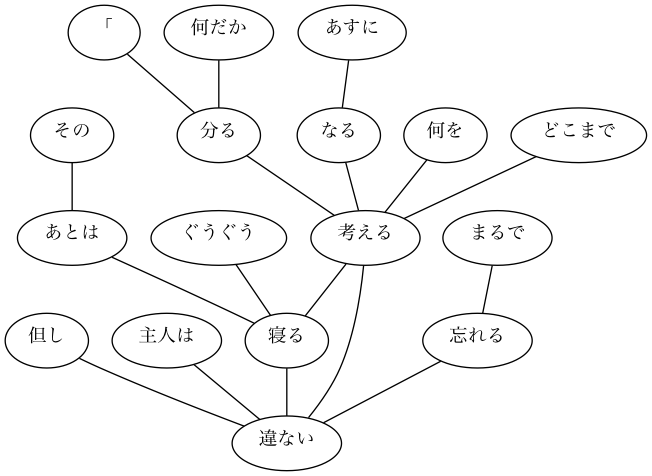 「
何だか
あすに
その
分る
なる
何を
どこまで
あとは
ぐうぐう
考える
まるで
但し
主人は
寝る
忘れる
違ない